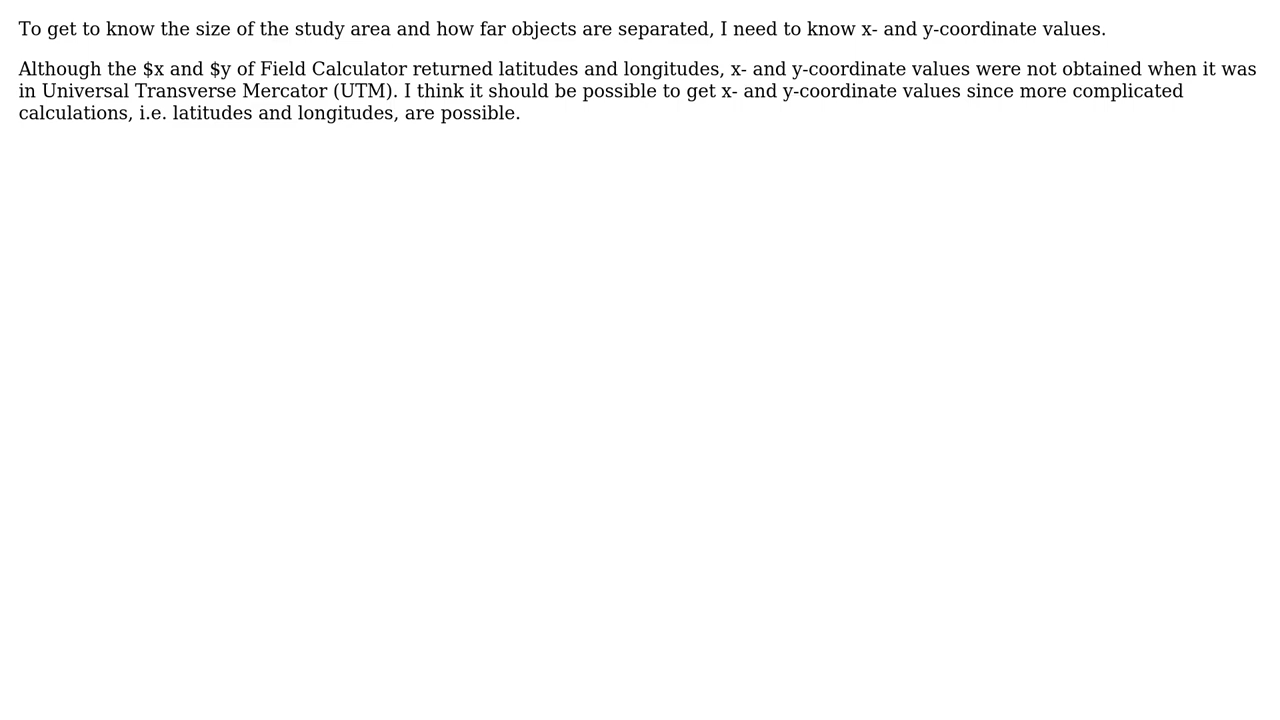 To get to know the size of the study area and how far objects are separated, I need to know x- and y-coordinate values.
Although the $x and $y of Field Calculator returned latitudes and longitudes, x- and y-coordinate values were not obtained when it was
in Universal Transverse Mercator (UTM). I think it should be possible to get x- and y-coordinate values since more complicated
calculations, i.e. latitudes and longitudes, are possible.